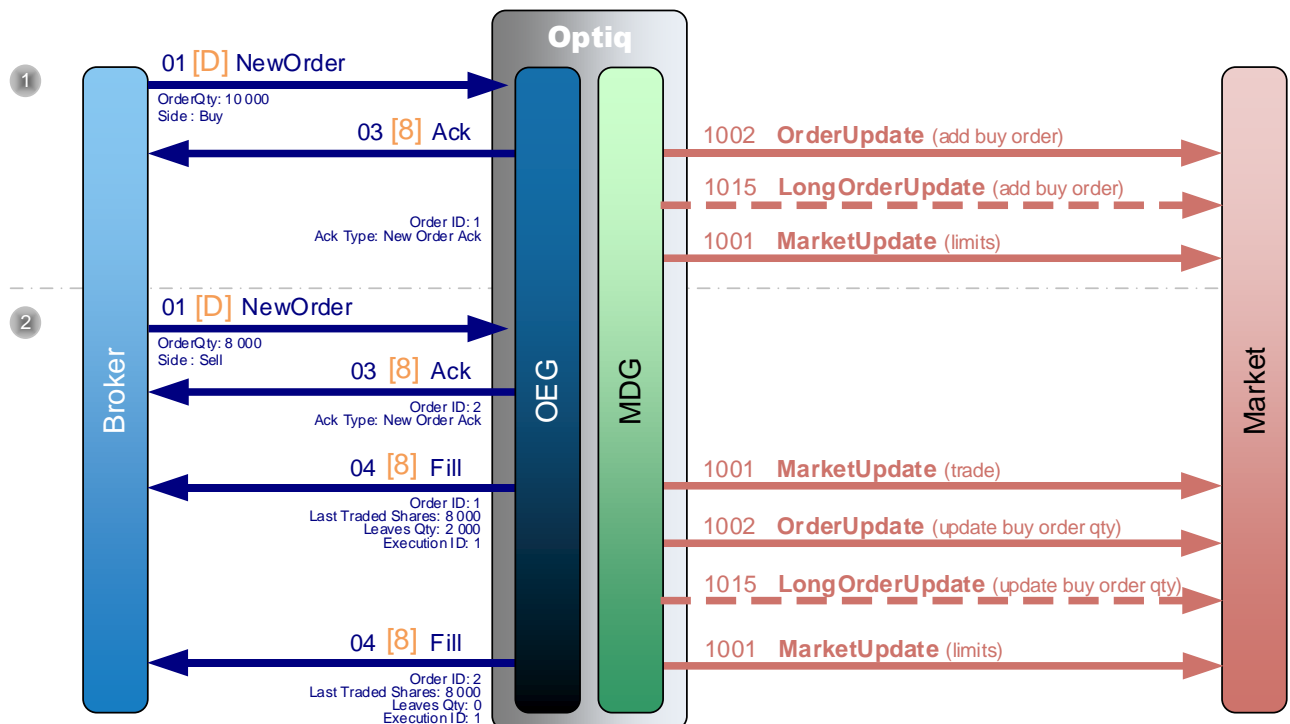 Optiq
1
01 [D] NewOrder
OrderQty: 10 000
Side : Buy
03 [8] Ack
Order ID: 1
Ack Type: New Order Ack
1002 OrderUpdate (add buy order)
1015 LongOrderUpdate (add buy order)
1001 MarketUpdate (limits)
2
01 [D] NewOrder
OrderQty: 8 000
Side : Sell
03 [8] Ack
Order ID: 2
Ack Type: New Order Ack
04 [8] Fill
Order ID: 1
Last Traded Shares: 8 000
Leaves Qty: 2 000
Execution ID: 1
04 [8] Fill
Order ID: 2
Last Traded Shares: 8 000
Leaves Qty: 0
Execution ID: 1
1001 MarketUpdate (trade)
1002 OrderUpdate (update buy order qty)
1015 LongOrderUpdate (update buy order qty)
1001 MarketUpdate (limits)
Broker
OEG
MDG
Market